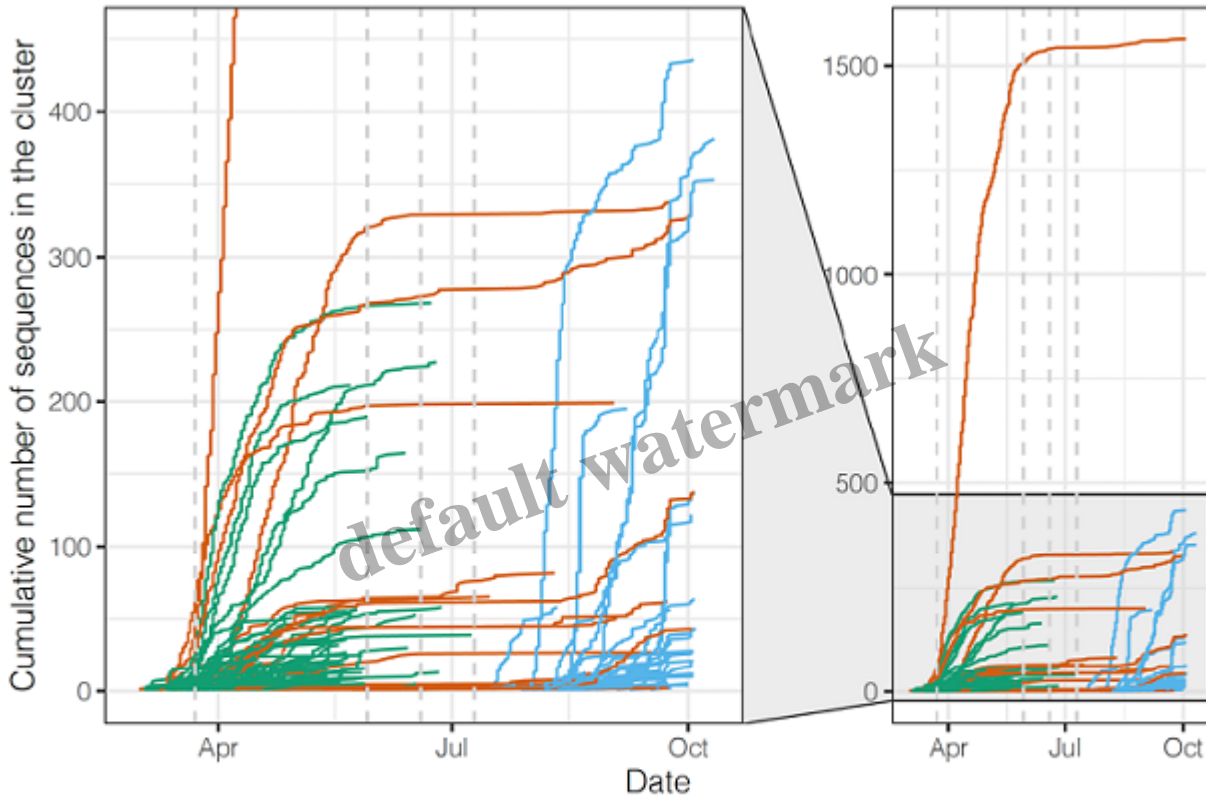 Cumulative number of sequences in the cluster
400
300
200
100
0
Apr
Jul
Oct
1500
1000
500
0
Apr
Jul
Oct
Date
default watermark